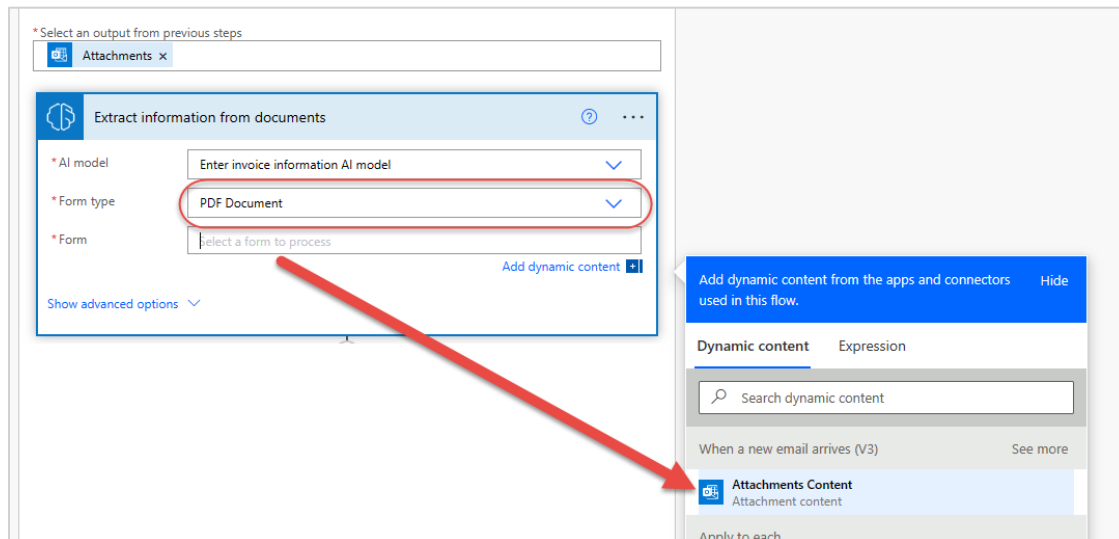 * Select an output from previous steps
Attachments ×
Extract information from documents
* AI model
Enter invoice information AI model
* Form type
PDF Document
* Form
Select a form to process
Add dynamic content
Show advanced options
Add dynamic content from the apps and connectors
used in this flow.
Hide
Dynamic content
Expression
Search dynamic content
When a new email arrives (V3)
See more
Attachments Content
Attachment content
Apply to each